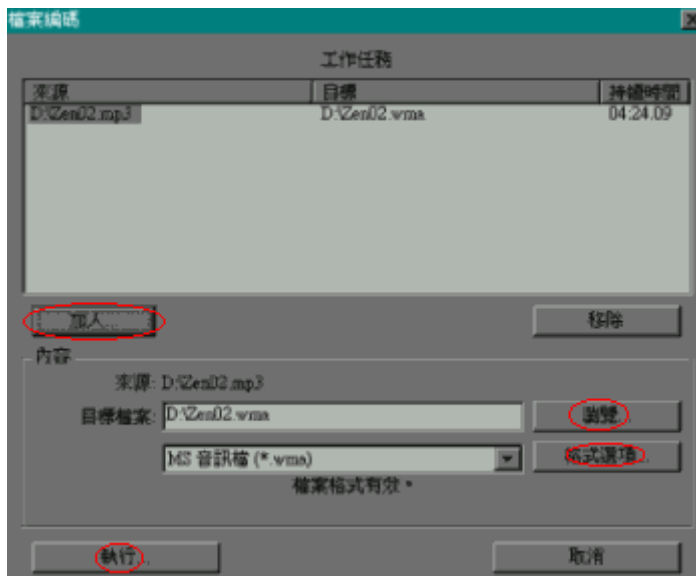 檔案編碼
工作任務
來源 目標 持續時間
D:\Zen02.mp3 D:\Zen02.wma 04:24.09
加入... 移除
內容
來源: D:\Zen02.mp3
目標檔案: D:\Zen02.wma 瀏覽...
MS 音訊檔 (*.wma) 格式選項...
檔案格式有效。
執行... 取消